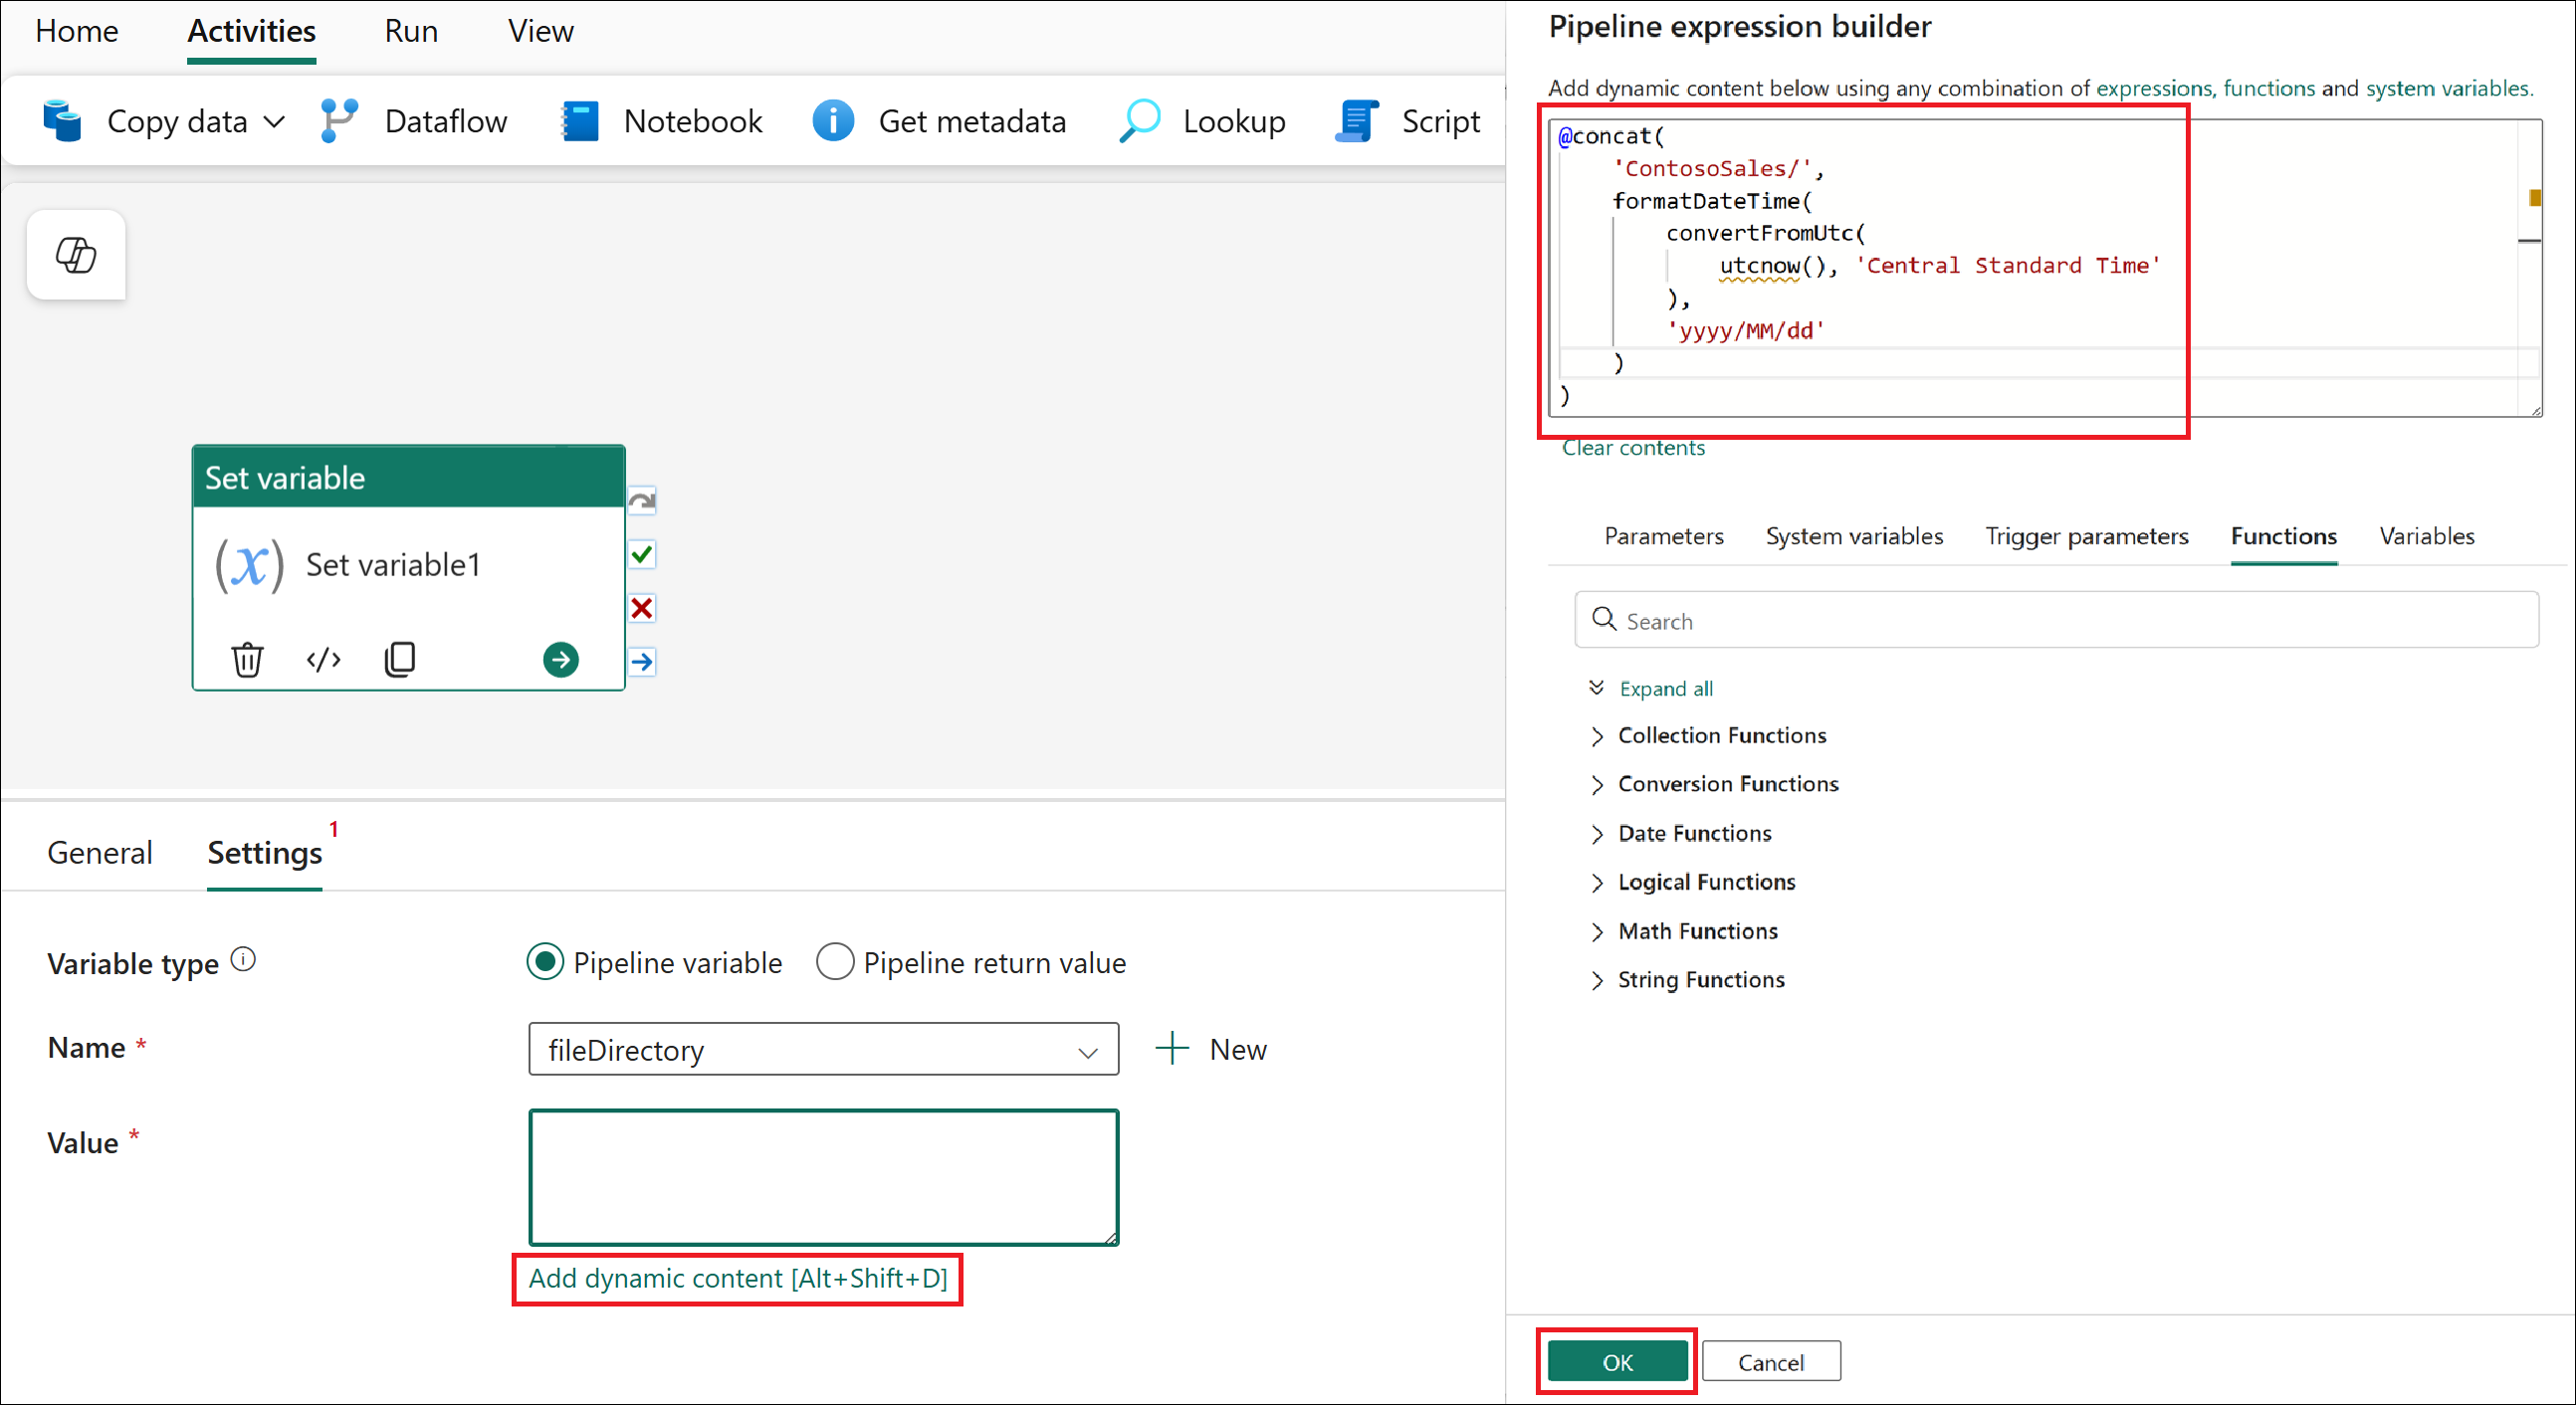 Home Activities Run View
Copy data Dataflow Notebook Get metadata Lookup Script
Set variable
(x) Set variable1
</>
General Settings 1
Variable type Pipeline variable Pipeline return value
Name * fileDirectory New
Value *
Add dynamic content [Alt+Shift+D]
Pipeline expression builder
Add dynamic content below using any combination of expressions, functions and system variables.
@concat(
'ContosoSales/',
formatDateTime(
convertFromUtc(
utcnow(), 'Central Standard Time'
),
'yyyy/MM/dd'
)
)
Clear contents
Parameters System variables Trigger parameters Functions Variables
Search
Expand all
Collection Functions
Conversion Functions
Date Functions
Logical Functions
Math Functions
String Functions
OK Cancel